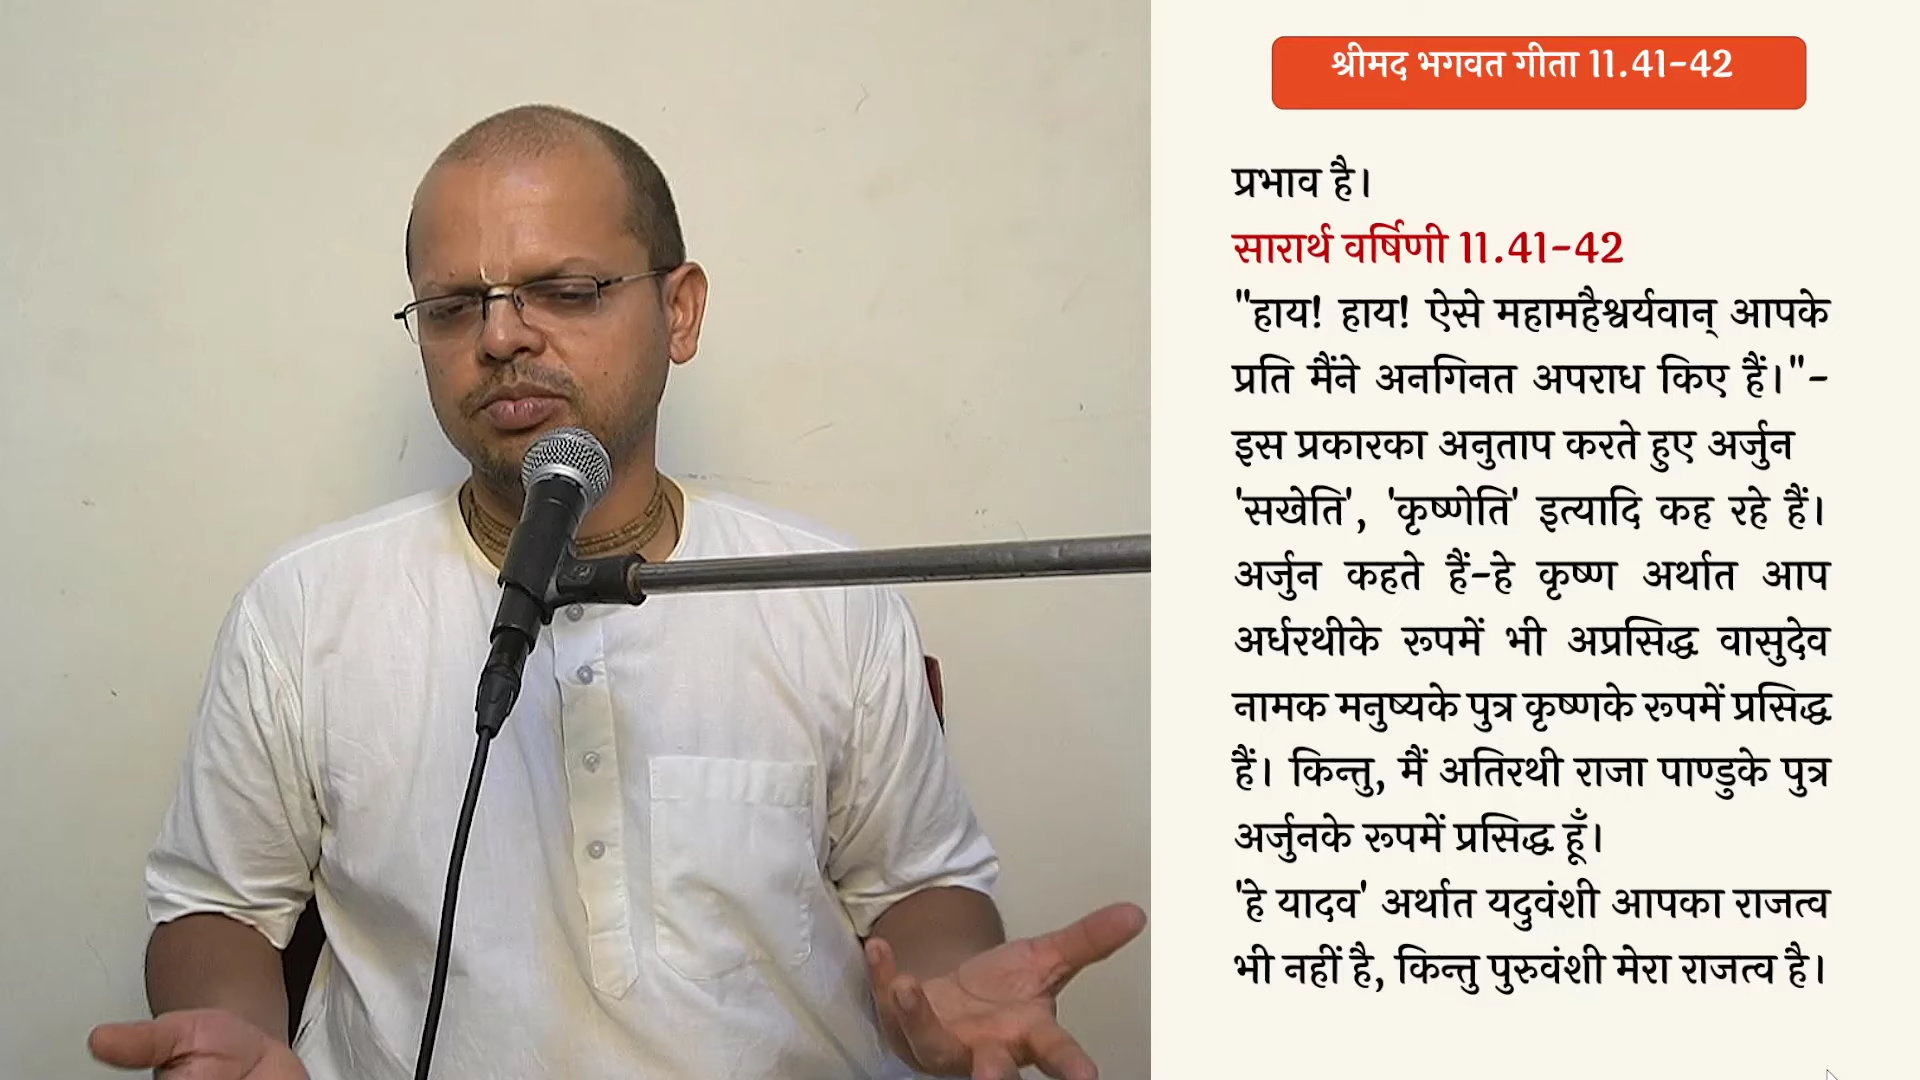 श्रीमद भगवत गीता 11.41-42
प्रभाव है।
सारार्थ वर्षिणी 11.41-42
"हाय! हाय! ऐसे महामहैश्वर्यवान् आपके
प्रति मैंने अनगिनत अपराध किए हैं।"-
इस प्रकारका अनुताप करते हुए अर्जुन
'सखेति', 'कृष्णेति' इत्यादि कह रहे हैं।
अर्जुन कहते हैं-हे कृष्ण अर्थात आप
अर्धरथीके रूपमें भी अप्रसिद्ध वासुदेव
नामक मनुष्यके पुत्र कृष्णके रूपमें प्रसिद्ध
हैं। किन्तु, मैं अतिरथी राजा पाण्डुके पुत्र
अर्जुनके रूपमें प्रसिद्ध हूँ।
'हे यादव' अर्थात यदुवंशी आपका राजत्व
भी नहीं है, किन्तु पुरुवंशी मेरा राजत्व है।